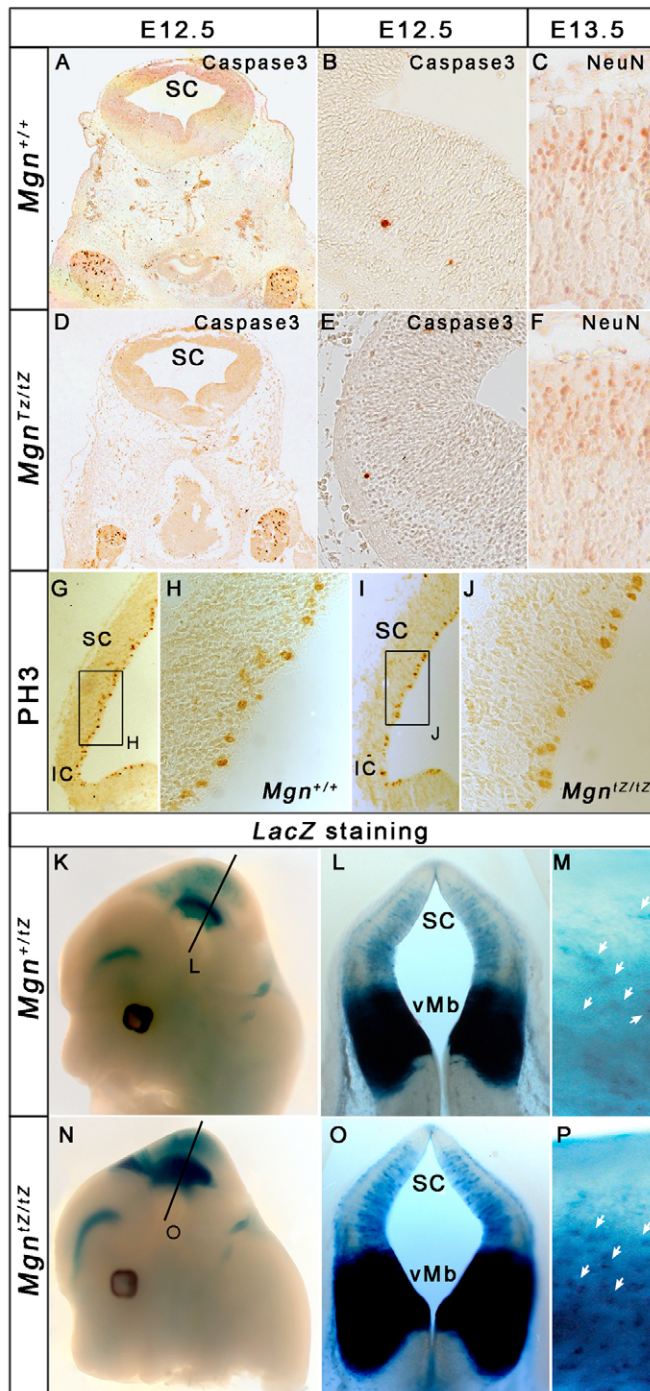 E12.5 E12.5 E13.5
Mgn+/+
A Caspase3 SC
B Caspase3
C NeuN
MgnTz/tZ
D Caspase3 SC
E Caspase3
F NeuN
PH3
G SC H IC
H Mgn+/+
I SC J IC
J MgntZ/tZ
LacZ staining
Mgn+/tZ
K L
L SC vMb
M
MgntZ/tZ
N O
O SC vMb
P